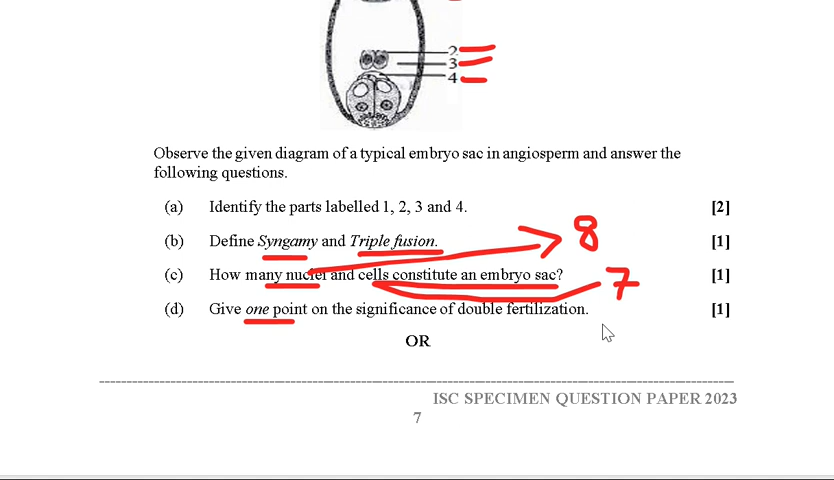 2
3
4
Observe the given diagram of a typical embryo sac in angiosperm and answer the
following questions.
(a) Identify the parts labelled 1, 2, 3 and 4. [2]
(b) Define Syngamy and Triple fusion. [1]
8
(c) How many nuclei and cells constitute an embryo sac? [1]
7
(d) Give one point on the significance of double fertilization. [1]
OR
ISC SPECIMEN QUESTION PAPER 2023
7